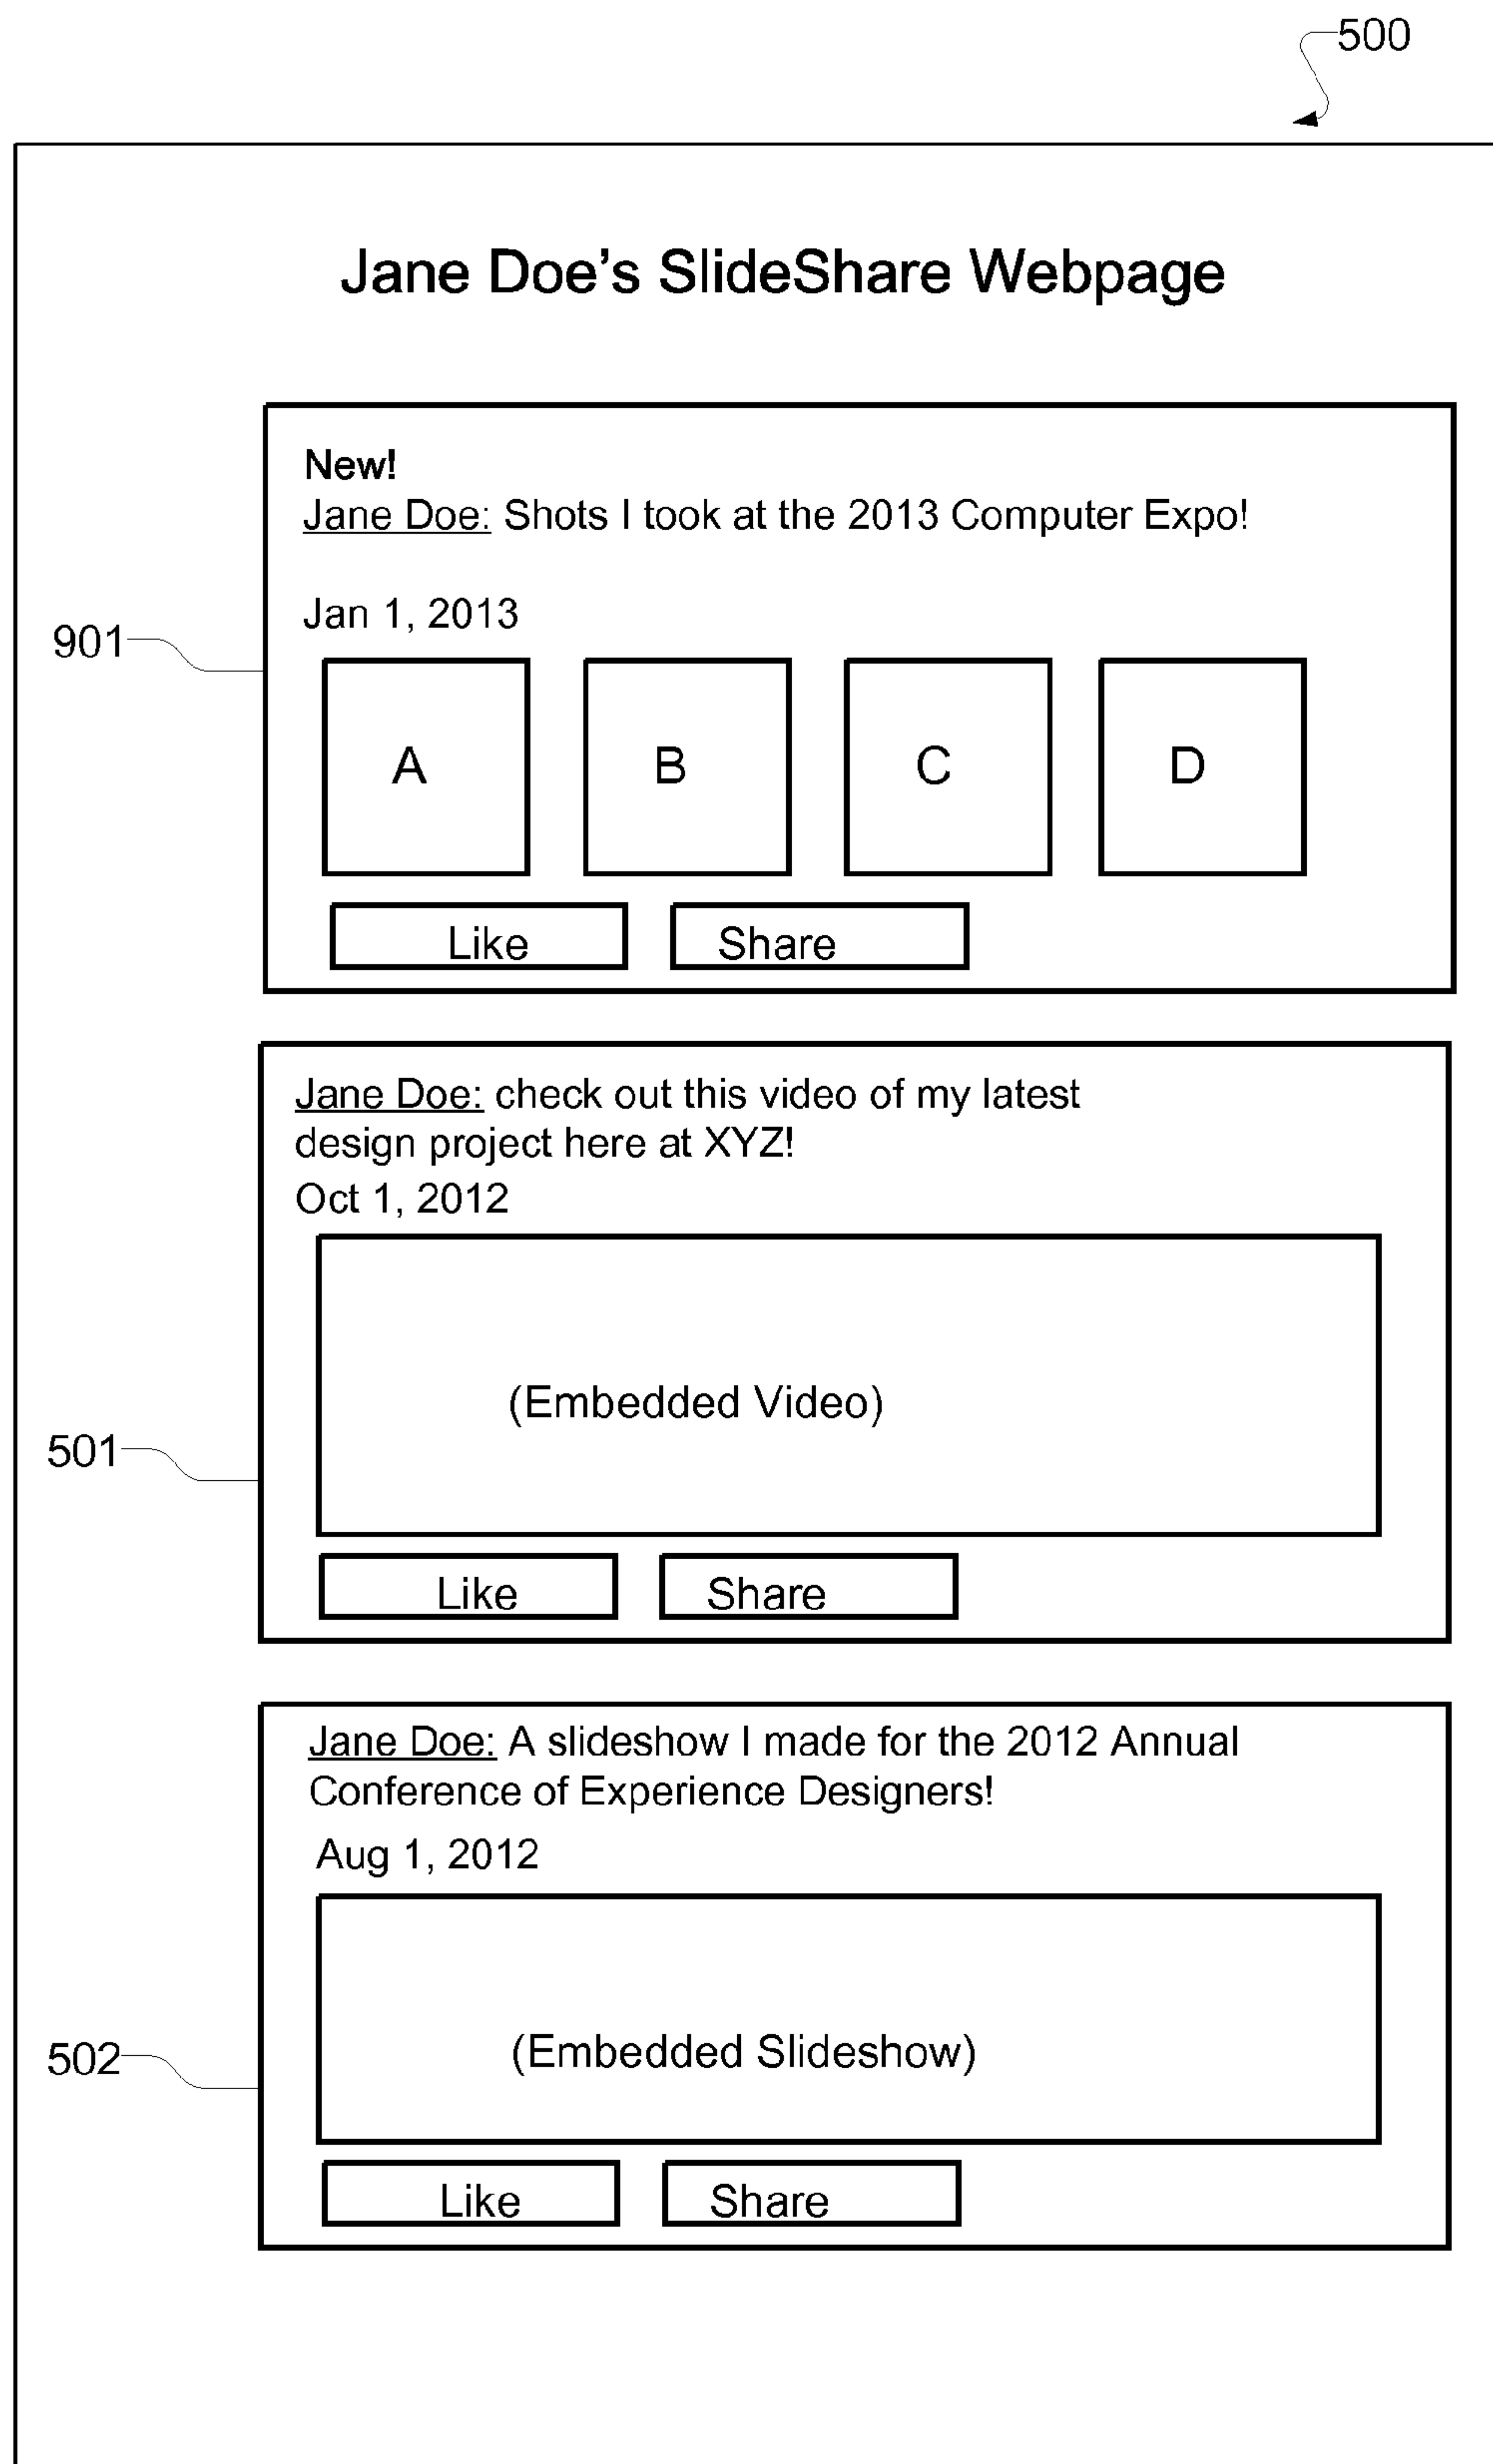 500
Jane Doe's SlideShare Webpage
New!
Jane Doe: Shots I took at the 2013 Computer Expo!
Jan 1, 2013
901
A B C D
Like Share
Jane Doe: check out this video of my latest
design project here at XYZ!
Oct 1, 2012
(Embedded Video)
501
Like Share
Jane Doe: A slideshow I made for the 2012 Annual
Conference of Experience Designers!
Aug 1, 2012
(Embedded Slideshow)
502
Like Share